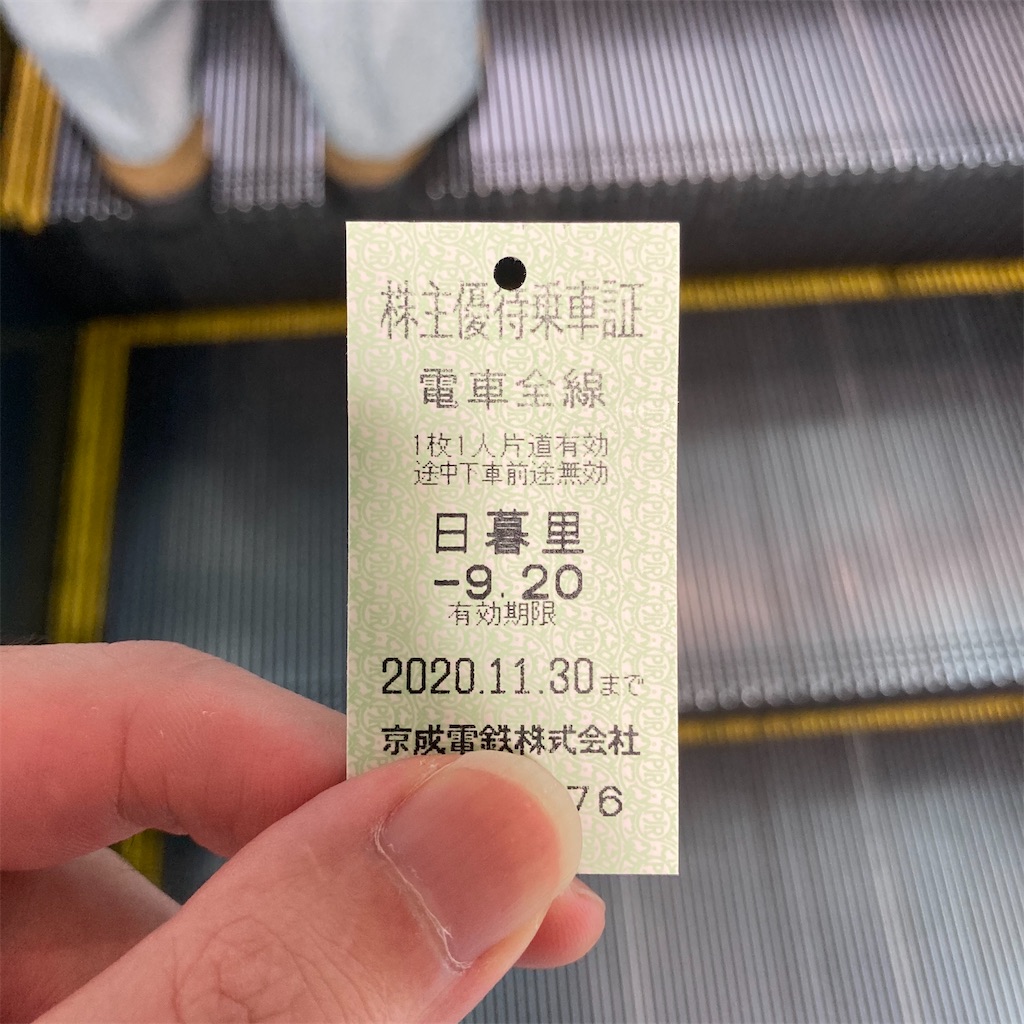 株主優待乗車証
電車全線
1枚1人片道有効
途中下車前途無効
日暮里
-9.20
有効期限
2020.11.30まで
京成電鉄株式会社
76